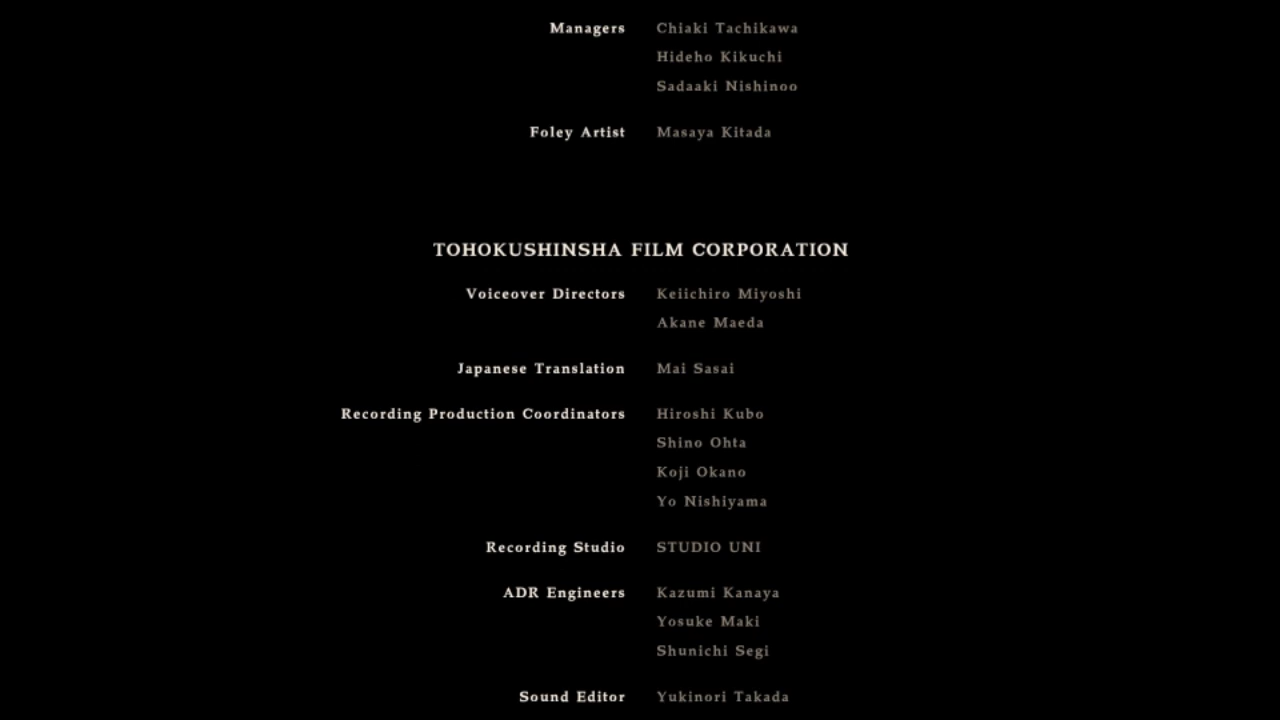 Managers Chiaki Tachikawa
Hideho Kikuchi
Sadaaki Nishinoo
Foley Artist Masaya Kitada
TOHOKUSHINSHA FILM CORPORATION
Voiceover Directors Keiichiro Miyoshi
Akane Maeda
Japanese Translation Mai Sasai
Recording Production Coordinators Hiroshi Kubo
Shino Ohta
Koji Okano
Yo Nishiyama
Recording Studio STUDIO UNI
ADR Engineers Kazumi Kanaya
Yosuke Maki
Shunichi Segi
Sound Editor Yukinori Takada